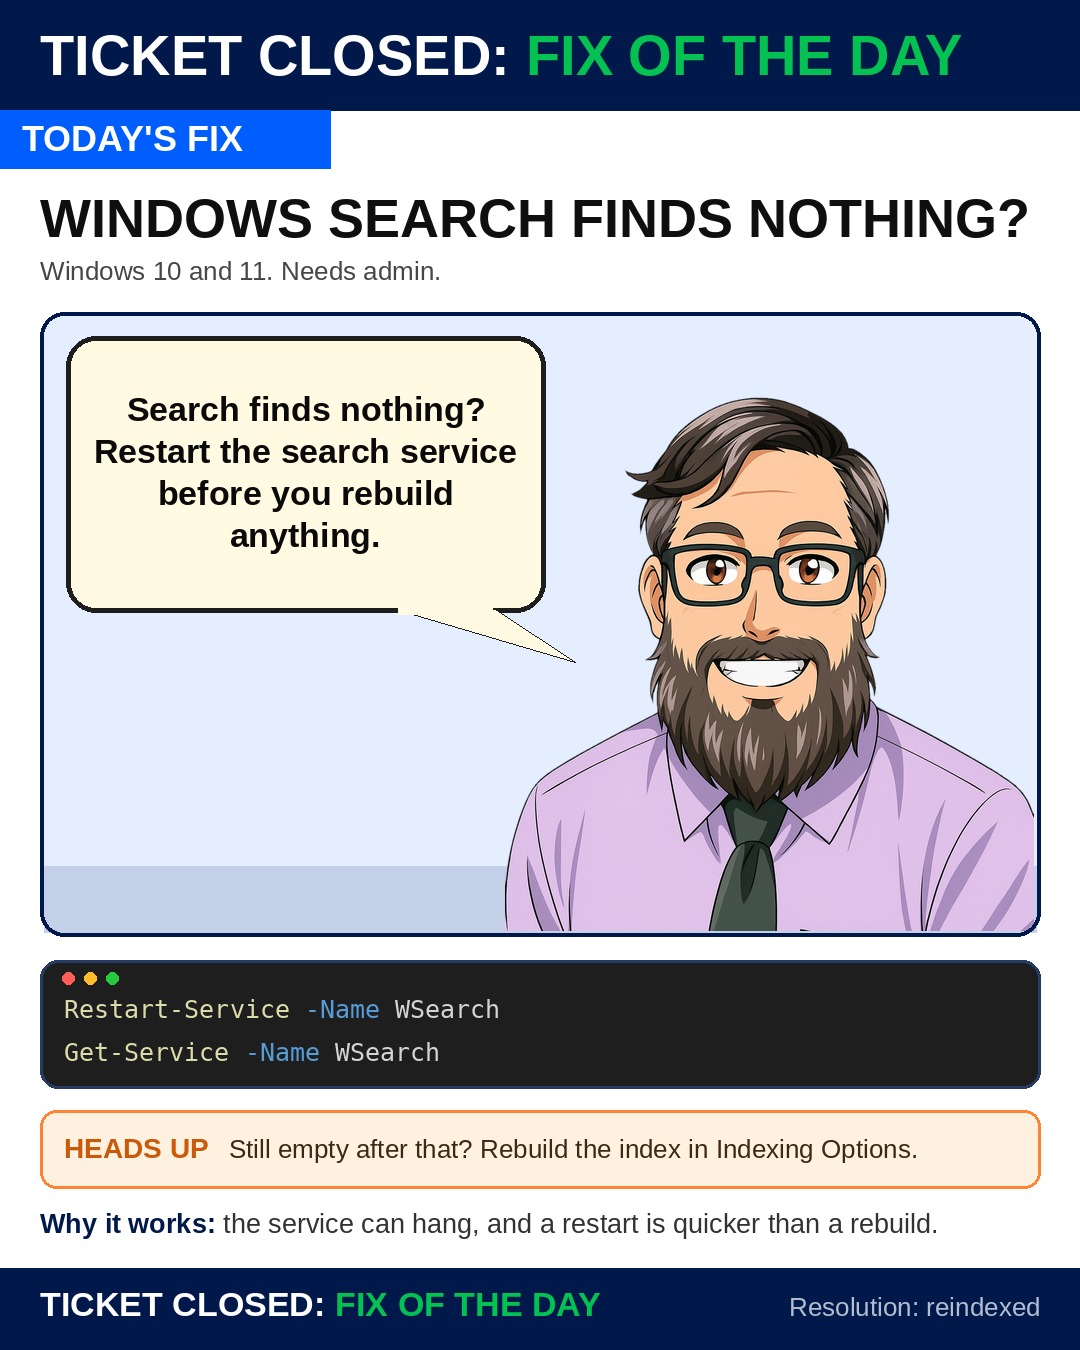 TICKET CLOSED: FIX OF THE DAY
TODAY'S FIX
WINDOWS SEARCH FINDS NOTHING?
Windows 10 and 11. Needs admin.
Search finds nothing?
Restart the search service
before you rebuild
anything.
Restart-Service -Name WSearch
Get-Service -Name WSearch
HEADS UP Still empty after that? Rebuild the index in Indexing Options.
Why it works: the service can hang, and a restart is quicker than a rebuild.
TICKET CLOSED: FIX OF THE DAY
Resolution: reindexed